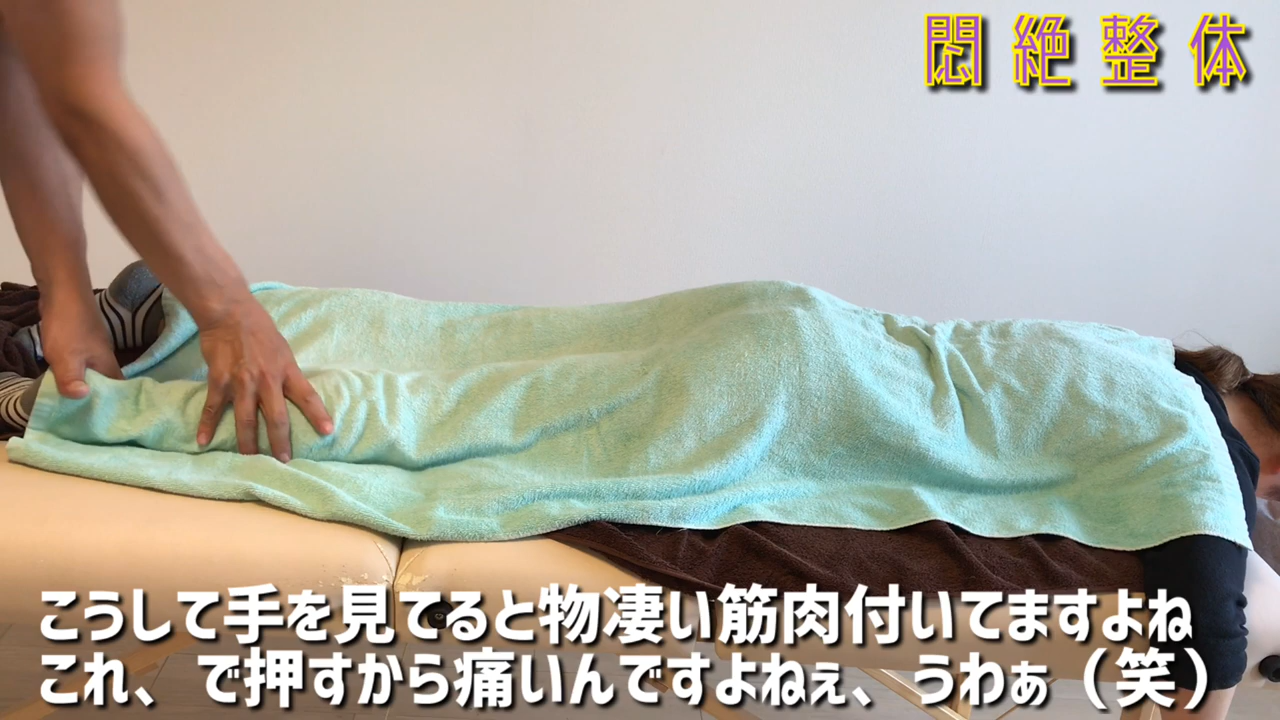 悶絶整体
こうして手を見てると物凄い筋肉付いてますよね
これ、で押すから痛いんですよねぇ、うわぁ（笑）